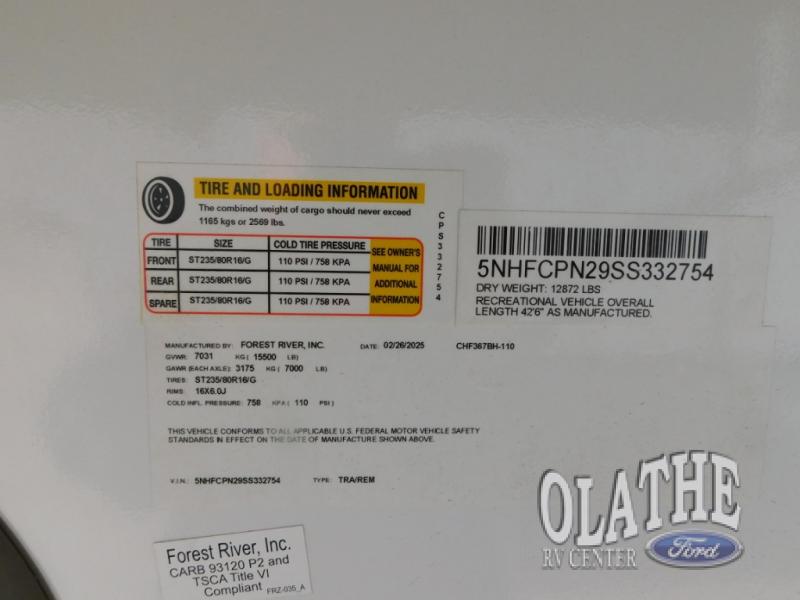 TIRE AND LOADING INFORMATION
The combined weight of cargo should never exceed
1165 kgs or 2569 lbs.
TIRE SIZE COLD TIRE PRESSURE SEE OWNER'S MANUAL FOR ADDITIONAL INFORMATION
FRONT ST235/80R16/G 110 PSI / 758 KPA
REAR ST235/80R16/G 110 PSI / 758 KPA
SPARE ST235/80R16/G 110 PSI / 758 KPA
CPS332754
5NHFCPN29SS332754
DRY WEIGHT: 12872 LBS
RECREATIONAL VEHICLE OVERALL
LENGTH 42'6" AS MANUFACTURED.
MANUFACTURED BY: FOREST RIVER, INC. DATE: 02/26/2025 CHF367BH-110
GVWR: 7031 KG ( 15500 LB)
GAWR (EACH AXLE): 3175 KG ( 7000 LB)
TIRES: ST235/80R16/G
RIMS: 16X6.0J
COLD INFL. PRESSURE: 758 KPA ( 110 PSI)
THIS VEHICLE CONFORMS TO ALL APPLICABLE U.S. FEDERAL MOTOR VEHICLE SAFETY
STANDARDS IN EFFECT ON THE DATE OF MANUFACTURE SHOWN ABOVE.
V.I.N.: 5NHFCPN29SS332754 TYPE: TRA/REM
Forest River, Inc.
CARB 93120 P2 and
TSCA Title VI
Compliant FRZ-035_A
OLATHE
RV CENTER
Ford